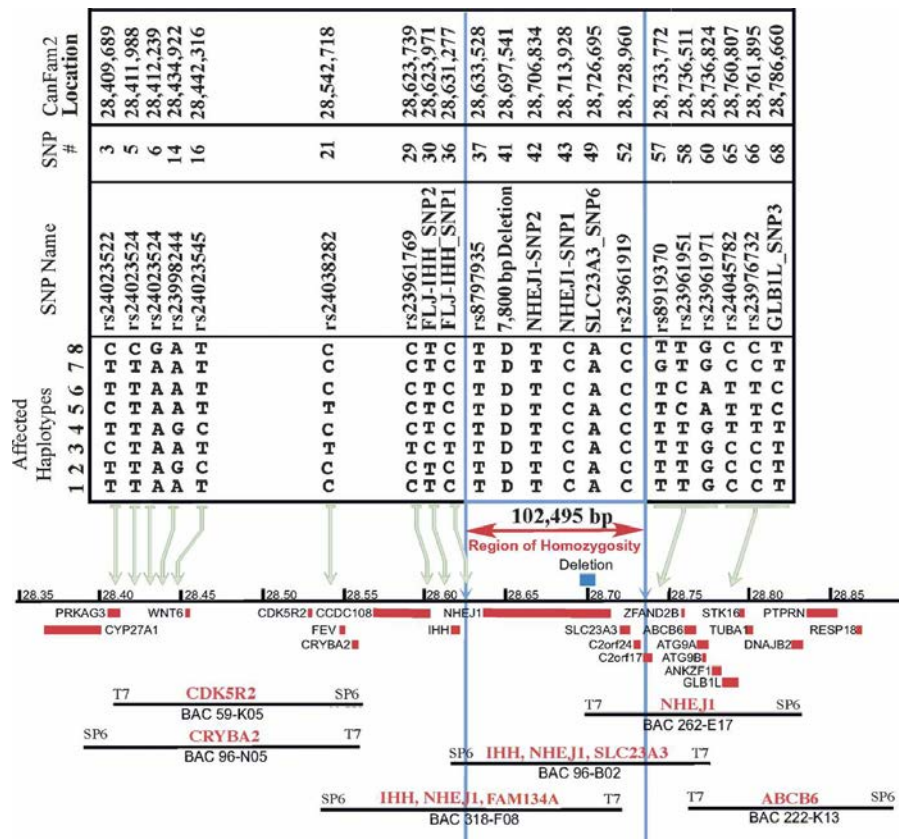 CanFam2 Location
28,409,689
28,411,988
28,412,239
28,434,922
28,442,316
28,542,718
28,623,739
28,623,971
28,631,277
28,633,528
28,697,541
28,706,834
28,713,928
28,726,695
28,728,960
28,733,772
28,736,511
28,736,824
28,760,807
28,761,895
28,786,660
SNP #
3 5 6 14 16 21 29 30 36 37 41 42 43 49 52 57 58 60 65 66 68
SNP Name
rs24023522
rs24023524
rs24023524
rs23998244
rs24023545
rs24038282
rs23961769
FLJ-IHH_SNP2
FLJ-IHH_SNP1
rs8797935
7,800 bpDeletion
NHEJ1-SNP2
NHEJ1-SNP1
SLC23A3_SNP6
rs23961919
rs8919370
rs23961951
rs23961971
rs24045782
rs23976732
GLB1L_SNP3
Affected Haplotypes
8 C C G A T C C T C T D T C A C T T G C C T
7 T T A A T C C T C T D T C A C G T G C C T
6 T T A A T C C T C T D T C A C T C A T T C
5 C T A A T T C T C T D T C A C T C A T T C
4 T T A G C C C T C T D T C A C T T G T C C
3 C T A A T T T C T T D T C A C T T G C C T
2 T T A G C C C T C T D T C A C T T G C C T
1 T T A A T C C T C T D T C A C T T G C C T
102,495 bp
Region of Homozygosity
Deletion
28.35 28.40 28.45 28.50 28.55 28.60 28.65 28.70 28.75 28.80 28.85
PRKAG3 WNT6 CDK5R2 CCDC108 NHEJ1 ZFAND2B STK16 PTPRN
CYP27A1 FEV IHH SLC23A3 ABCB6 TUBA1 RESP18
CRYBA2 C2orf24 ATG9A DNAJB2
C2orf17 ATG9B
ANKZF1
GLB1L
T7 CDK5R2 SP6
BAC 59-K05
T7 NHEJ1 SP6
BAC 262-E17
SP6 CRYBA2 T7
BAC 96-N05
SP6 IHH, NHEJ1, SLC23A3 T7
BAC 96-B02
SP6 IHH, NHEJ1, FAM134A T7
BAC 318-F08
T7 ABCB6 SP6
BAC 222-K13